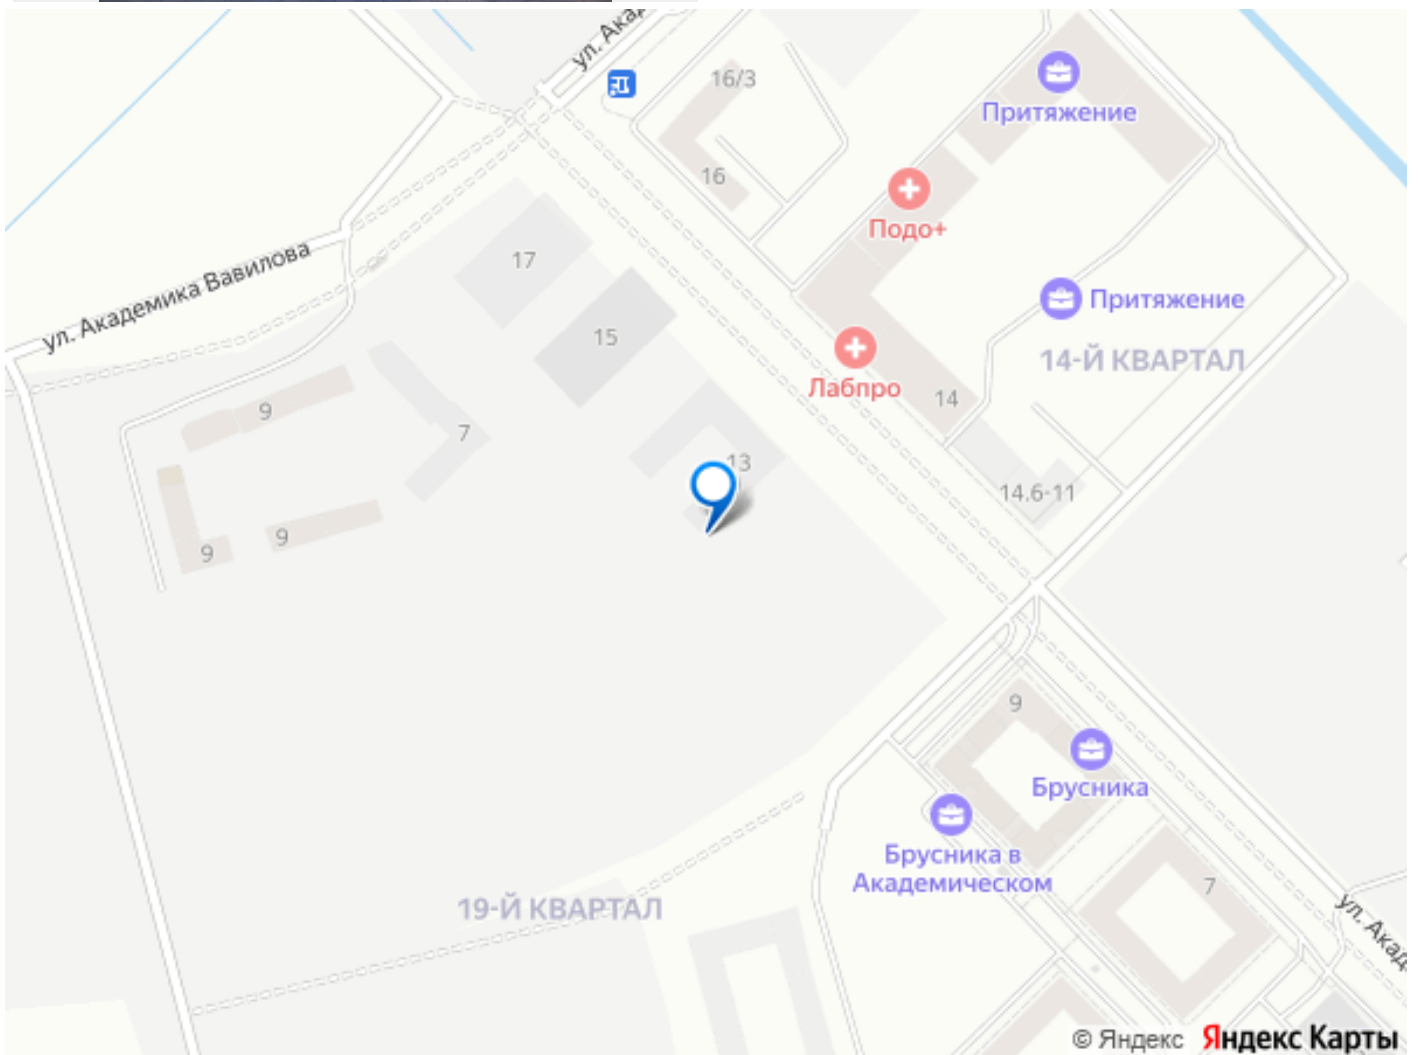 ул. Акад
16/3
Притяжение
16
Подо+
17
ул. Академика Вавилова
Притяжение
15
14-Й КВАРТАЛ
Лабпро
14
9
7
13
14.6-11
9
9
9
Брусника
Брусника в
Академическом
7
19-Й КВАРТАЛ
ул. Акад
© Яндекс Яндекс Карты